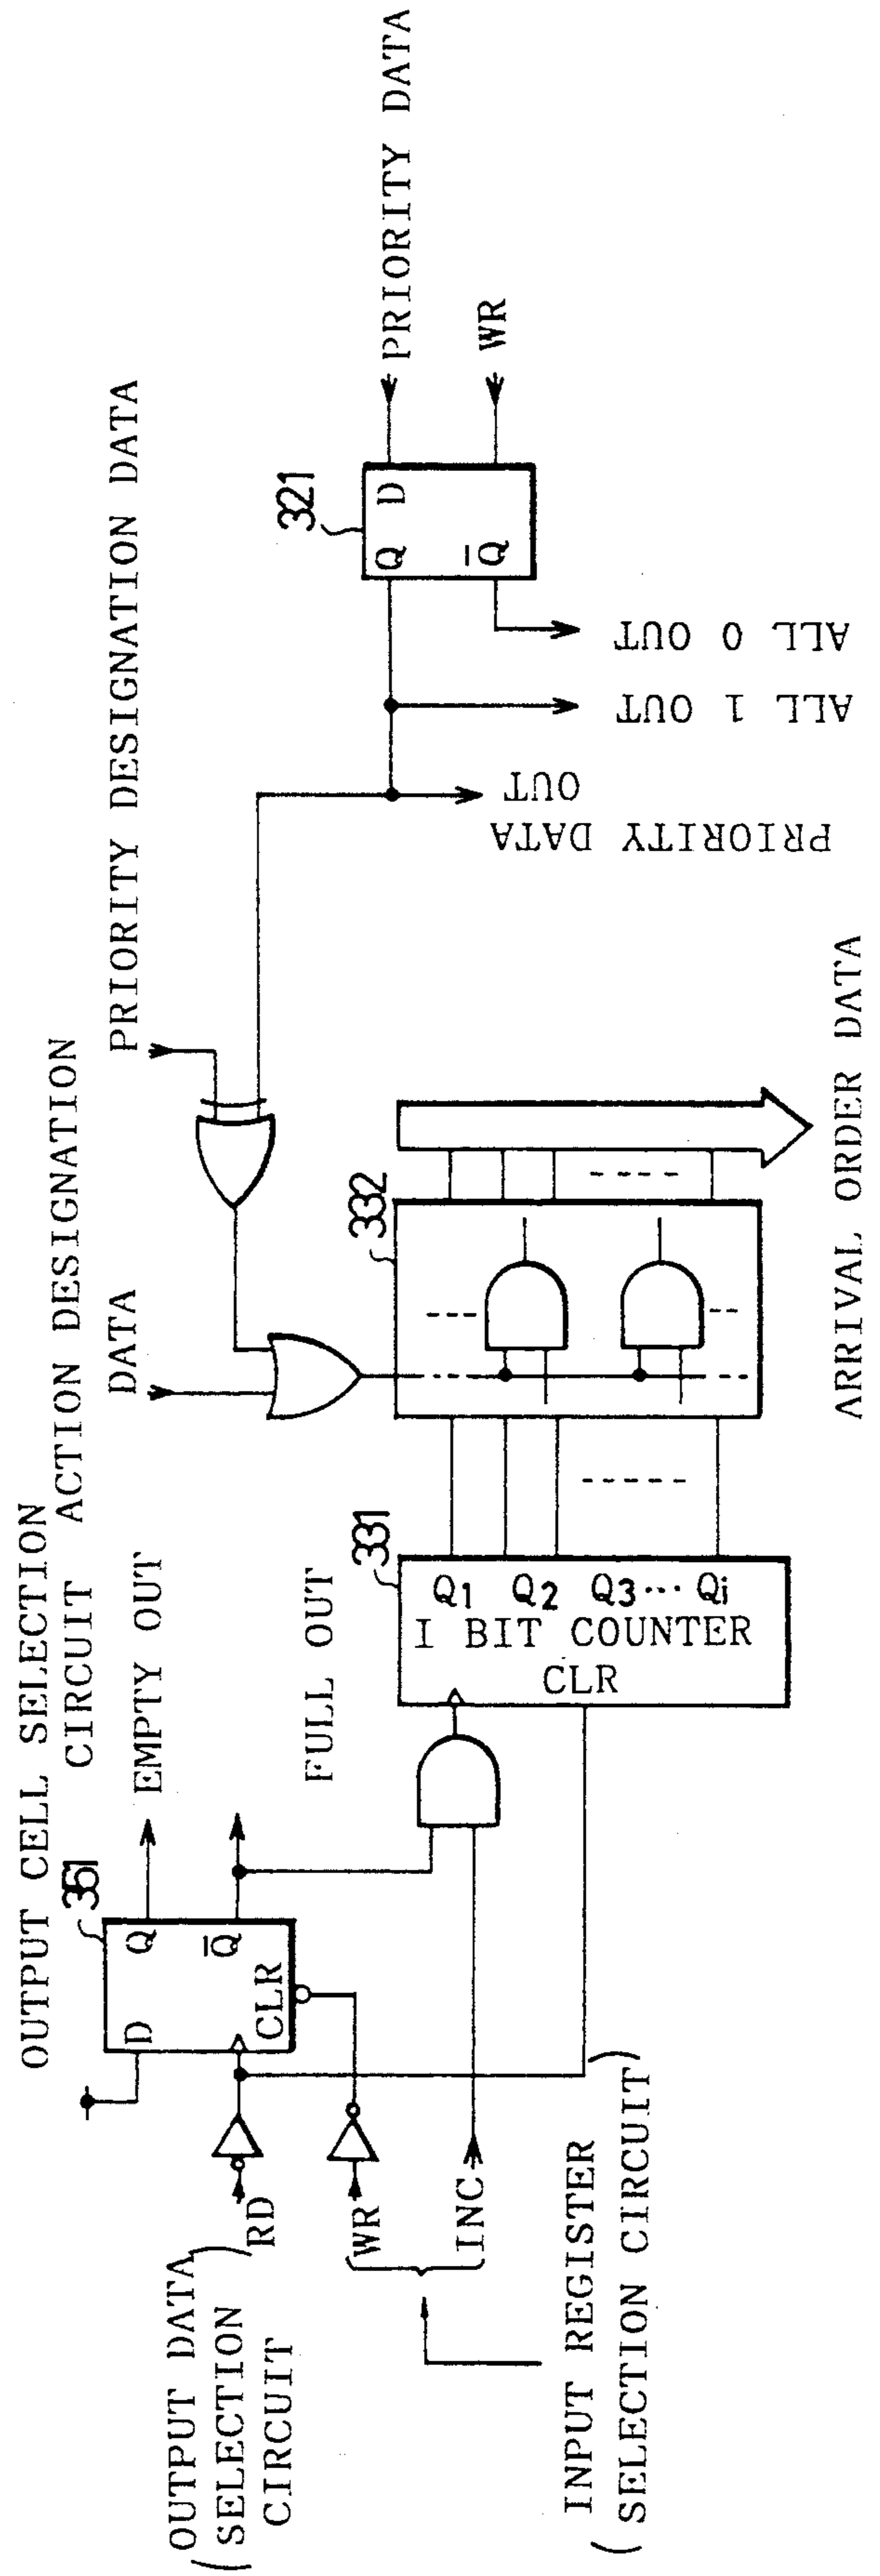 OUTPUT CELL SELECTION
CIRCUIT ACTION DESIGNATION
DATA
PRIORITY DESIGNATION DATA
EMPTY OUT
FULL OUT
351
D
Q
Q̅
CLR
OUTPUT DATA
(SELECTION )
CIRCUIT
RD
WR
INC
INPUT REGISTER
(SELECTION CIRCUIT)
331
Q1 Q2 Q3··· Qi
I BIT COUNTER
CLR
332
ARRIVAL ORDER DATA
PRIORITY DATA
OUT
ALL 1 OUT
ALL 0 OUT
321
Q D
Q̅
PRIORITY DATA
WR